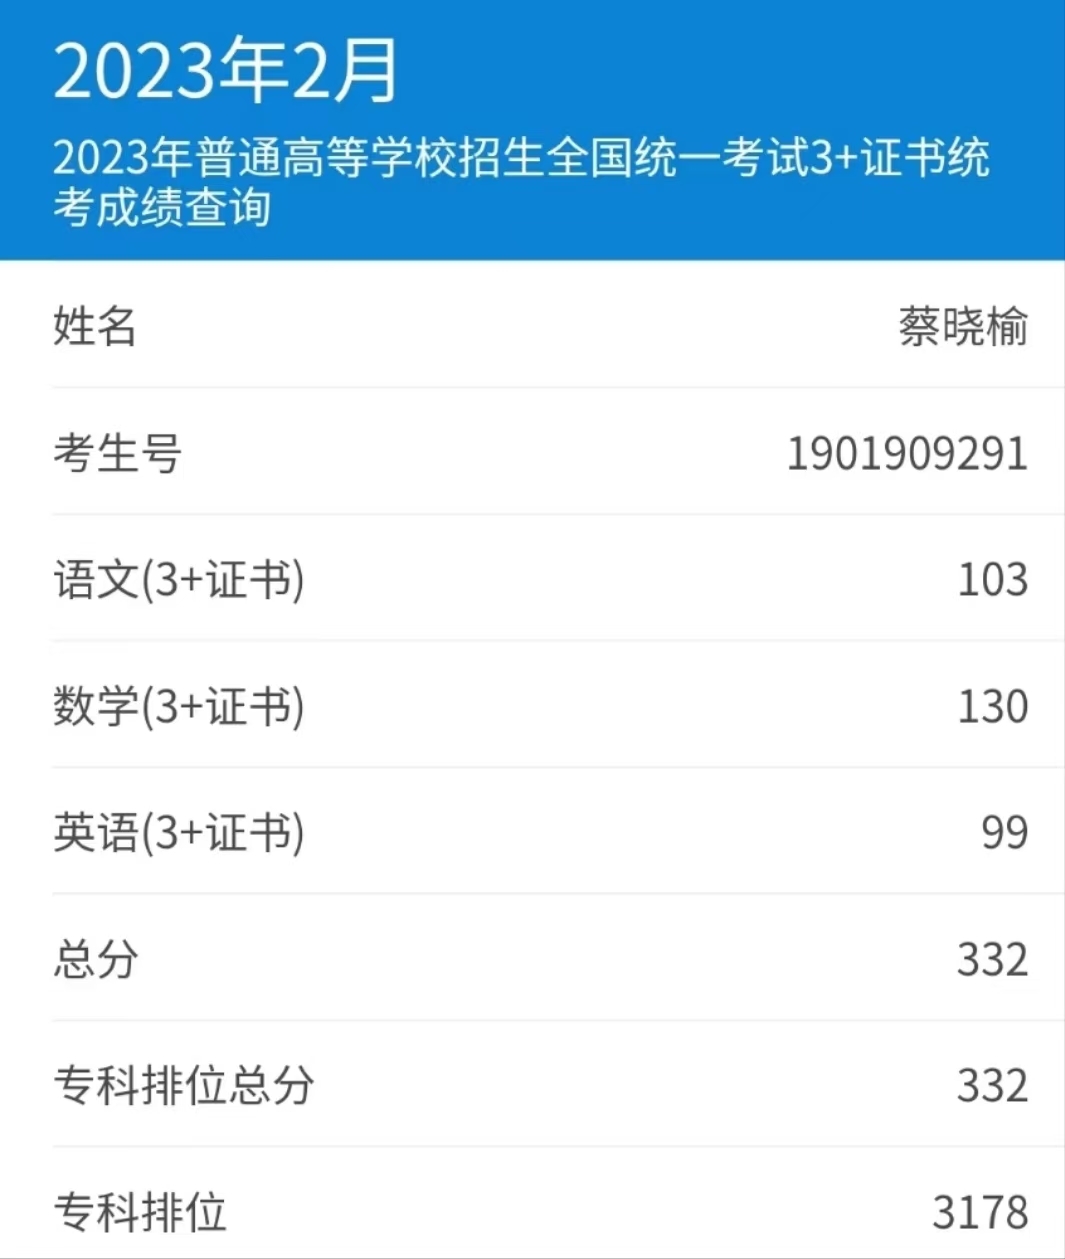 2023年2月
2023年普通高等学校招生全国统一考试3+证书统
考成绩查询
姓名 蔡晓榆
考生号 1901909291
语文(3+证书) 103
数学(3+证书) 130
英语(3+证书) 99
总分 332
专科排位总分 332
专科排位 3178